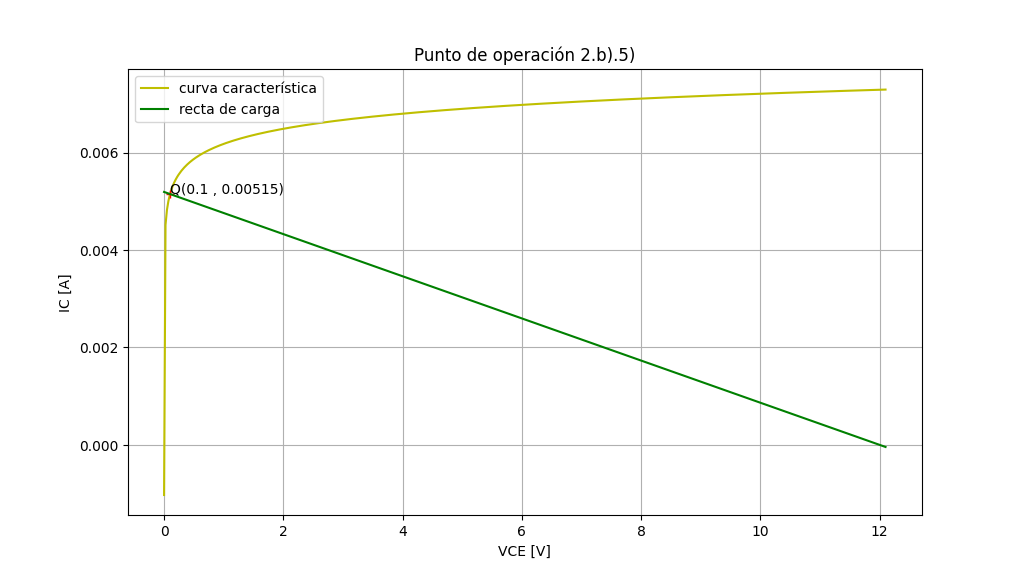 Punto de operación 2.b).5)
curva característica
recta de carga
Q(0.1 , 0.00515)
0.006
0.004
0.002
0.000
IC [A]
0 2 4 6 8 10 12
VCE [V]